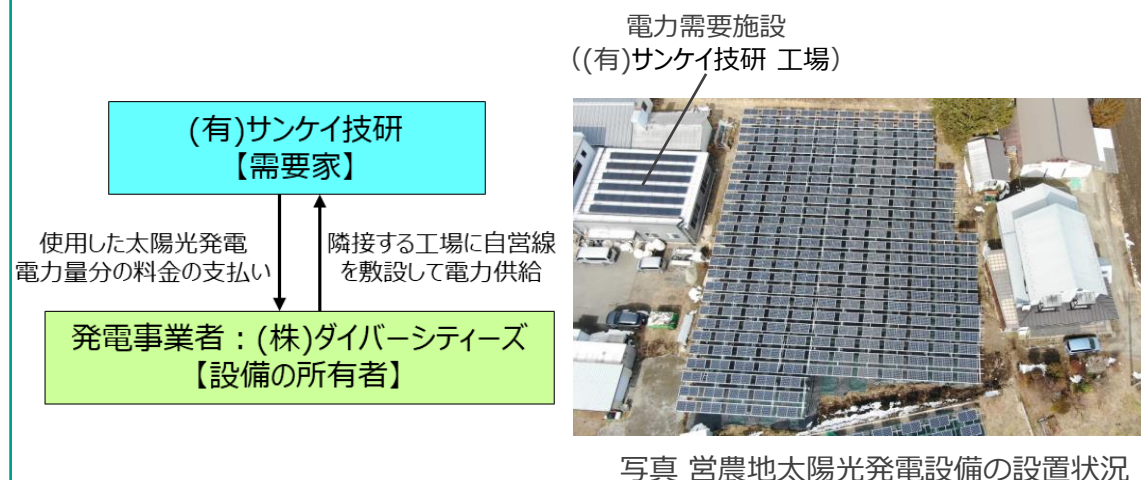 (有)サンケイ技研
【需要家】
使用した太陽光発電
電力量分の料金の支払い
隣接する工場に自営線
を敷設して電力供給
発電事業者：(株)ダイバーシティーズ
【設備の所有者】
電力需要施設
（(有)サンケイ技研 工場）
写真 営農地太陽光発電設備の設置状況